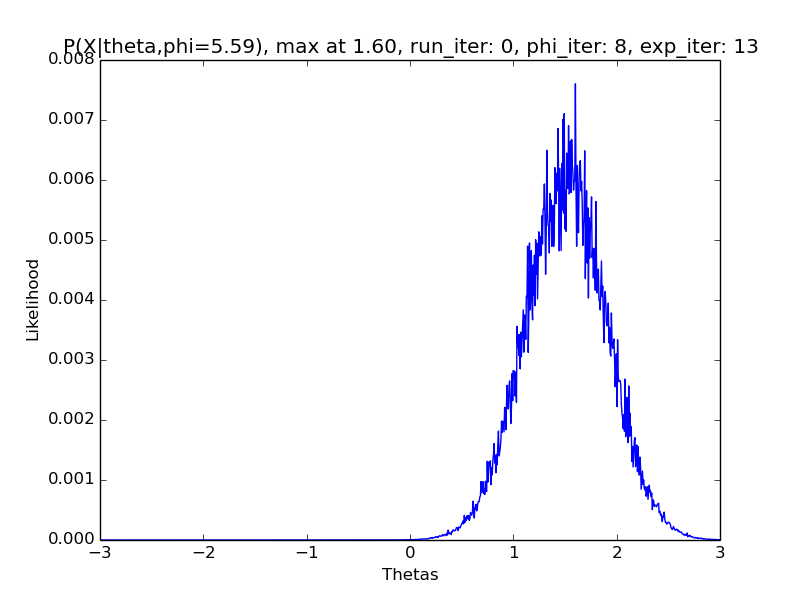 P(X|theta,phi=5.59), max at 1.60, run_iter: 0, phi_iter: 8, exp_iter: 13
0.008
0.007
0.006
0.005
0.004
0.003
0.002
0.001
0.000
Likelihood
−3 −2 −1 0 1 2 3
Thetas